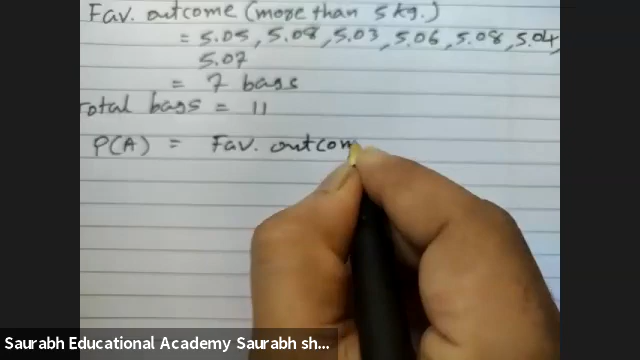 Fav. outcome (more than 5 kg.)
= 5.05, 5.08, 5.03, 5.06, 5.08, 5.04,
5.07
= 7 bags
Total bags = 11
P(A) = Fav. outcom
Saurabh Educational Academy Saurabh sh...